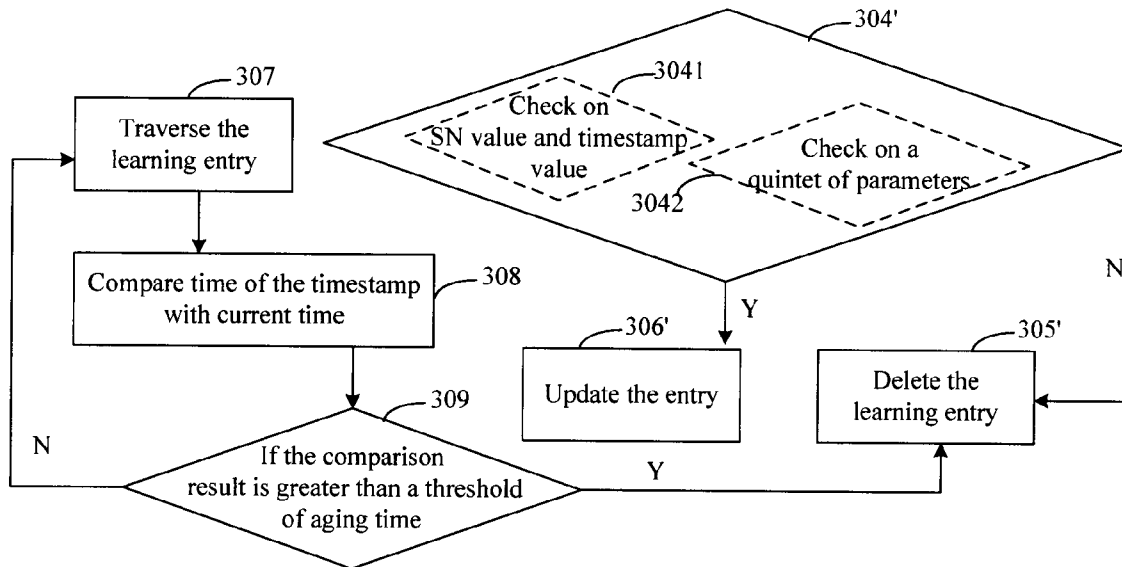 307
Traverse the
learning entry
Compare time of the timestamp
with current time
308
309
If the comparison
result is greater than a threshold
of aging time
N
Y
304'
3041
Check on
SN value and timestamp
value
Check on a
quintet of parameters
3042
Y
N
306'
Update the entry
305'
Delete the
learning entry